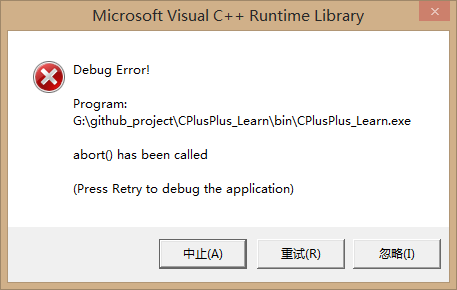 Microsoft Visual C++ Runtime Library
Debug Error!
Program:
G:\github_project\CPlusPlus_Learn\bin\CPlusPlus_Learn.exe
abort() has been called
(Press Retry to debug the application)
中止(A)
重试(R)
忽略(I)